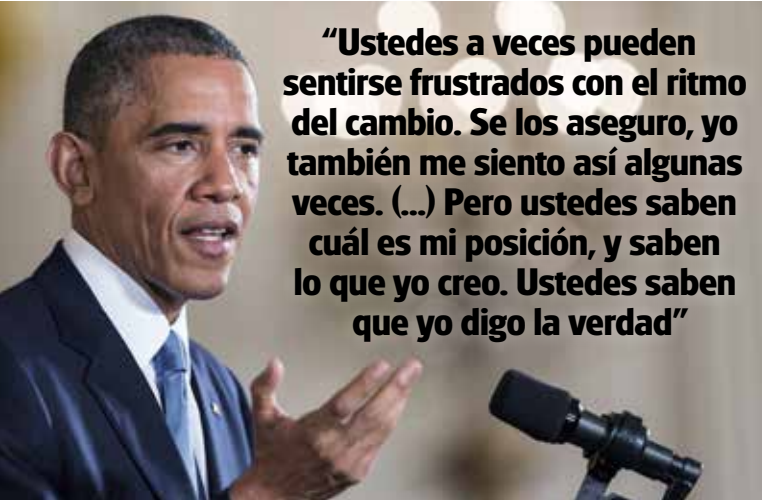 “Ustedes a veces pueden
sentirse frustrados con el ritmo
del cambio. Se los aseguro, yo
también me siento así algunas
veces. (...) Pero ustedes saben
cuál es mi posición, y saben
lo que yo creo. Ustedes saben
que yo digo la verdad”